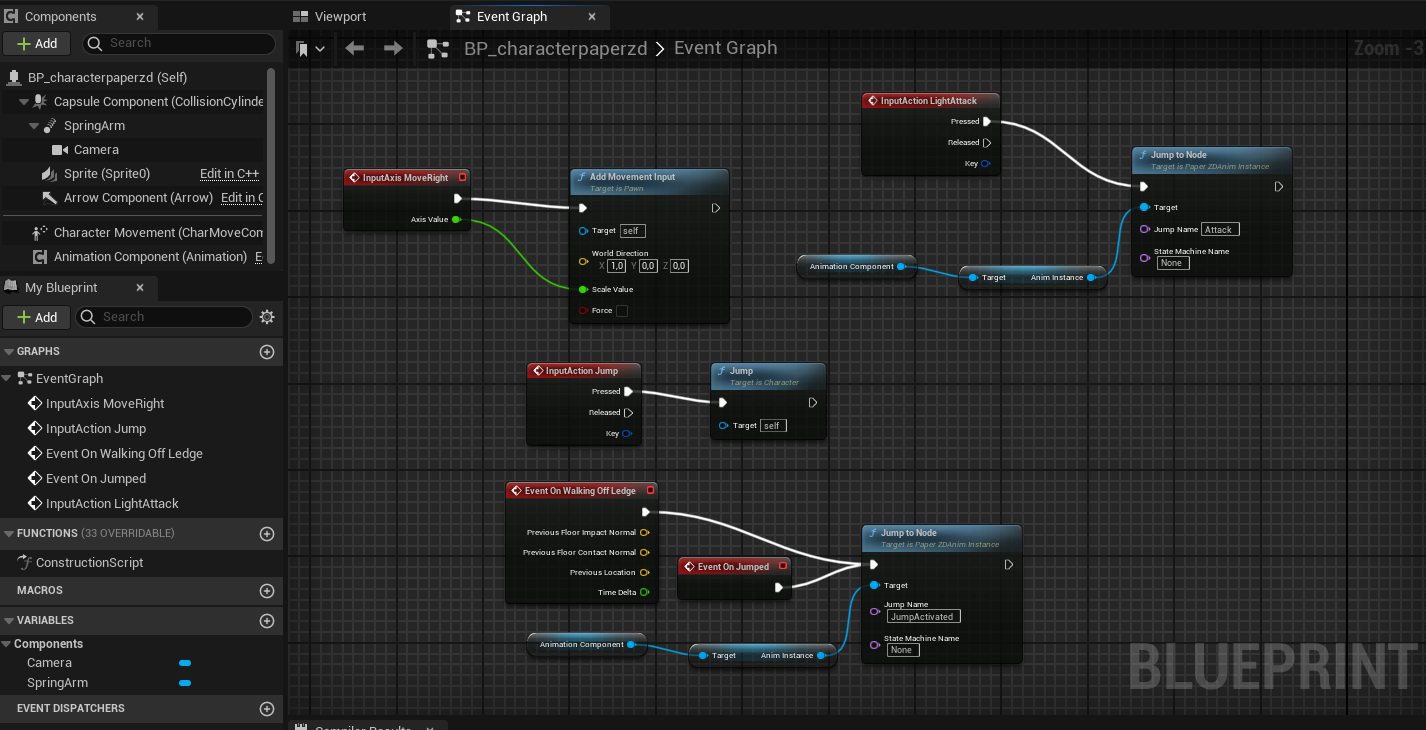 Components
Viewport
Event Graph
Add
Search
BP_characterpaperzd > Event Graph
Zoom -3
BP_characterpaperzd (Self)
Capsule Component (CollisionCylinde
SpringArm
Camera
Sprite (Sprite0) Edit in C++
Arrow Component (Arrow) Edit in C
Character Movement (CharMoveCom
Animation Component (Animation) E
My Blueprint
Add
Search
GRAPHS
EventGraph
InputAxis MoveRight
InputAction Jump
Event On Walking Off Ledge
Event On Jumped
InputAction LightAttack
FUNCTIONS (33 OVERRIDABLE)
ConstructionScript
MACROS
VARIABLES
Components
Camera
SpringArm
EVENT DISPATCHERS
InputAxis MoveRight
Axis Value
Add Movement Input
Target is Pawn
Target self
World Direction
X 1,0 Y 0,0 Z 0,0
Scale Value
Force
InputAction LightAttack
Pressed
Released
Key
Jump to Node
Target is Paper ZDAnim Instance
Target
Jump Name Attack
State Machine Name
None
Animation Component
Target Anim Instance
InputAction Jump
Pressed
Released
Key
Jump
Target is Character
Target self
Event On Walking Off Ledge
Previous Floor Impact Normal
Previous Floor Contact Normal
Previous Location
Time Delta
Event On Jumped
Jump to Node
Target is Paper ZDAnim Instance
Target
Jump Name
JumpActivated
State Machine Name
None
Animation Component
Target Anim Instance
BLUEPRINT
Compiler Results